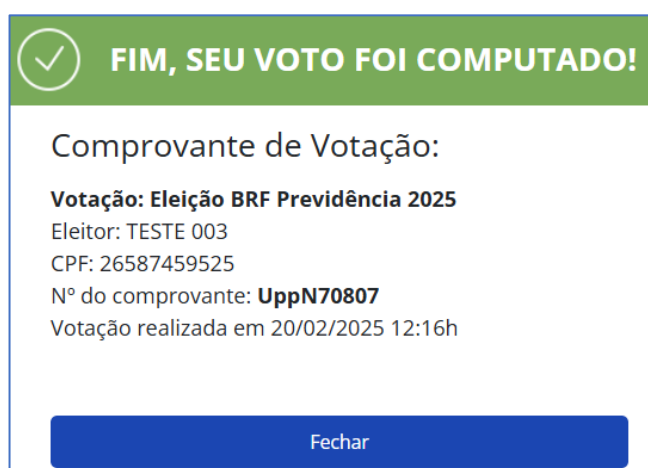 FIM, SEU VOTO FOI COMPUTADO!
Comprovante de Votação:
Votação: Eleição BRF Previdência 2025
Eleitor: TESTE 003
CPF: 26587459525
Nº do comprovante: UppN70807
Votação realizada em 20/02/2025 12:16h
Fechar